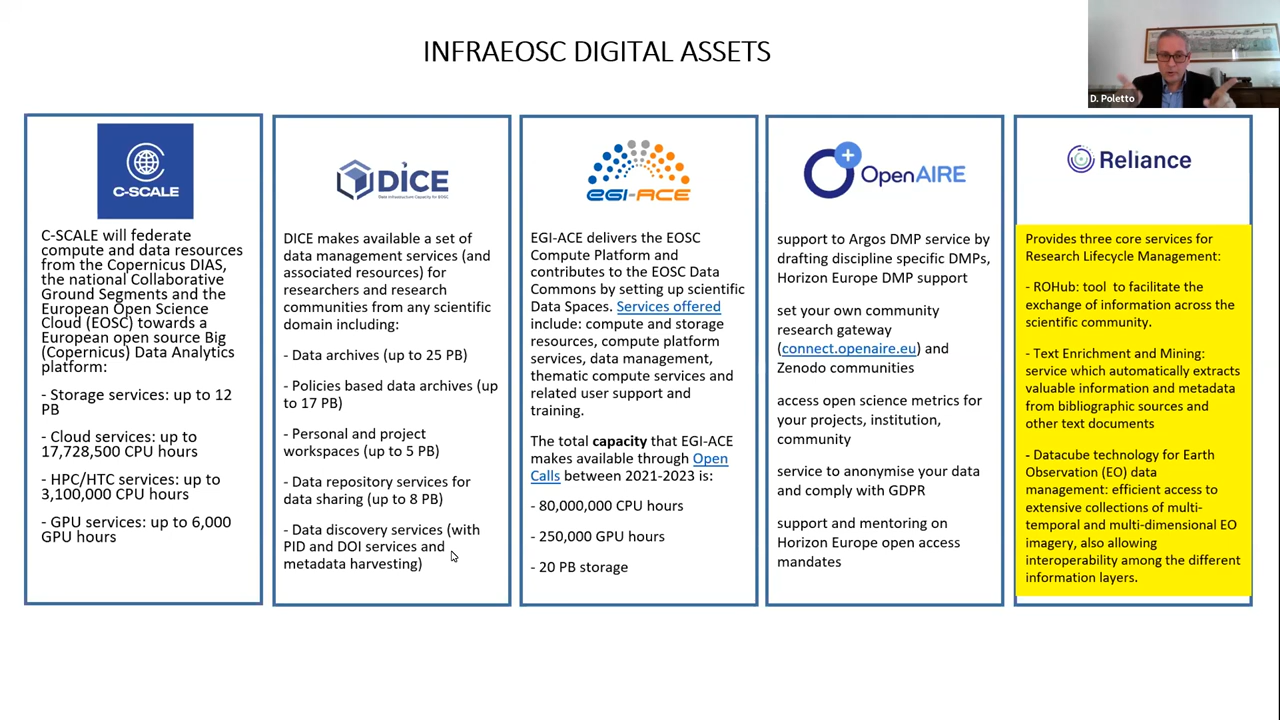 INFRAEOSC DIGITAL ASSETS
D. Poletto
C-SCALE
C-SCALE will federate
compute and data resources
from the Copernicus DIAS,
the national Collaborative
Ground Segments and the
European Open Science
Cloud (EOSC) towards a
European open source Big
(Copernicus) Data Analytics
platform:
- Storage services: up to 12
PB
- Cloud services: up to
17,728,500 CPU hours
- HPC/HTC services: up to
3,100,000 CPU hours
- GPU services: up to 6,000
GPU hours
DICE
Data Infrastructure Capacity for EOSC
DICE makes available a set of
data management services (and
associated resources) for
researchers and research
communities from any scientific
domain including:
- Data archives (up to 25 PB)
- Policies based data archives (up
to 17 PB)
- Personal and project
workspaces (up to 5 PB)
- Data repository services for
data sharing (up to 8 PB)
- Data discovery services (with
PID and DOI services and
metadata harvesting)
EGI-ACE
EGI-ACE delivers the EOSC
Compute Platform and
contributes to the EOSC Data
Commons by setting up scientific
Data Spaces. Services offered
include: compute and storage
resources, compute platform
services, data management,
thematic compute services and
related user support and
training.
The total capacity that EGI-ACE
makes available through Open
Calls between 2021-2023 is:
- 80,000,000 CPU hours
- 250,000 GPU hours
- 20 PB storage
OpenAIRE
support to Argos DMP service by
drafting discipline specific DMPs,
Horizon Europe DMP support
set your own community
research gateway
(connect.openaire.eu) and
Zenodo communities
access open science metrics for
your projects, institution,
community
service to anonymise your data
and comply with GDPR
support and mentoring on
Horizon Europe open access
mandates
Reliance
Provides three core services for
Research Lifecycle Management:
- ROHub: tool to facilitate the
exchange of information across the
scientific community.
- Text Enrichment and Mining:
service which automatically extracts
valuable information and metadata
from bibliographic sources and
other text documents
- Datacube technology for Earth
Observation (EO) data
management: efficient access to
extensive collections of multi-
temporal and multi-dimensional EO
imagery, also allowing
interoperability among the different
information layers.